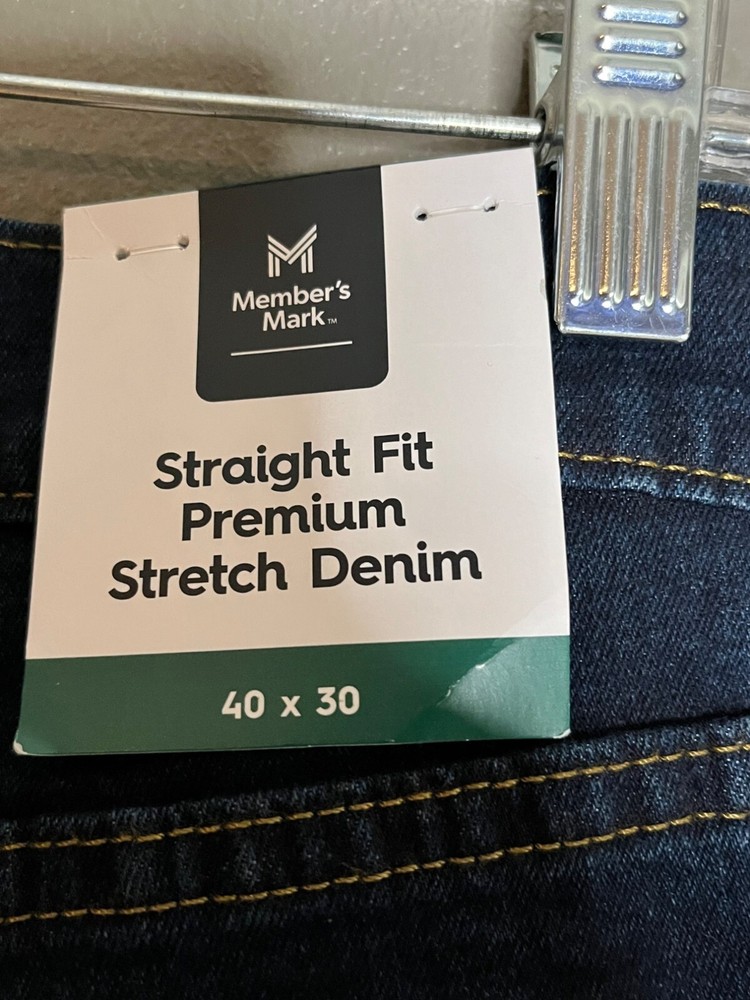 Member's
Mark™
Straight Fit
Premium
Stretch Denim
40 x 30